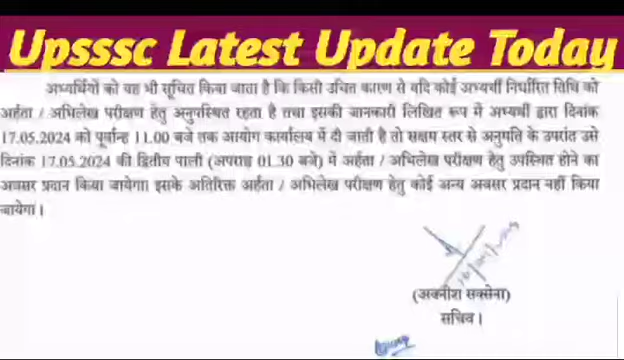 Upsssc Latest Update Today
अभ्यर्थियों को यह भी सूचित किया जाता है कि किसी उचित कारण से यदि कोई अभ्यर्थी निर्धारित तिथि को
अर्हता / अभिलेख परीक्षण हेतु अनुपस्थित रहता है तथा इसकी जानकारी लिखित रूप में अभ्यर्थी द्वारा दिनांक
17.05.2024 को पूर्वान्ह 11.00 बजे तक आयोग कार्यालय में दी जाती है तो सक्षम स्तर से अनुमति के उपरांत उसे
दिनांक 17.05.2024 की द्वितीय पाली (अपराह्न 01.30 बजे) में अर्हता / अभिलेख परीक्षण हेतु उपस्थित होने का
अवसर प्रदान किया जायेगा। इसके अतिरिक्त अर्हता / अभिलेख परीक्षण हेतु कोई अन्य अवसर प्रदान नहीं किया
जायेगा।
(अवनीश सक्सेना)
सचिव।